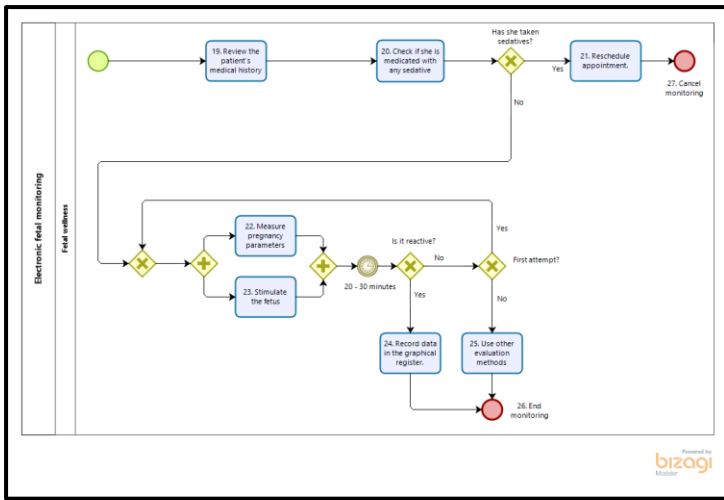 Electronic fetal monitoring
Fetal wellness
19. Review the
patient's
medical history
20. Check if she is
medicated with
any sedative
Has she taken
sedatives?
Yes
No
21. Reschedule
appointment.
27. Cancel
monitoring
22. Measure
pregnancy
parameters
23. Stimulate
the fetus
20 - 30 minutes
Is it reactive?
No
Yes
First attempt?
Yes
No
24. Record data
in the graphical
register.
25. Use other
evaluation
methods
26. End
monitoring
Powered by
bizagi
Modeler